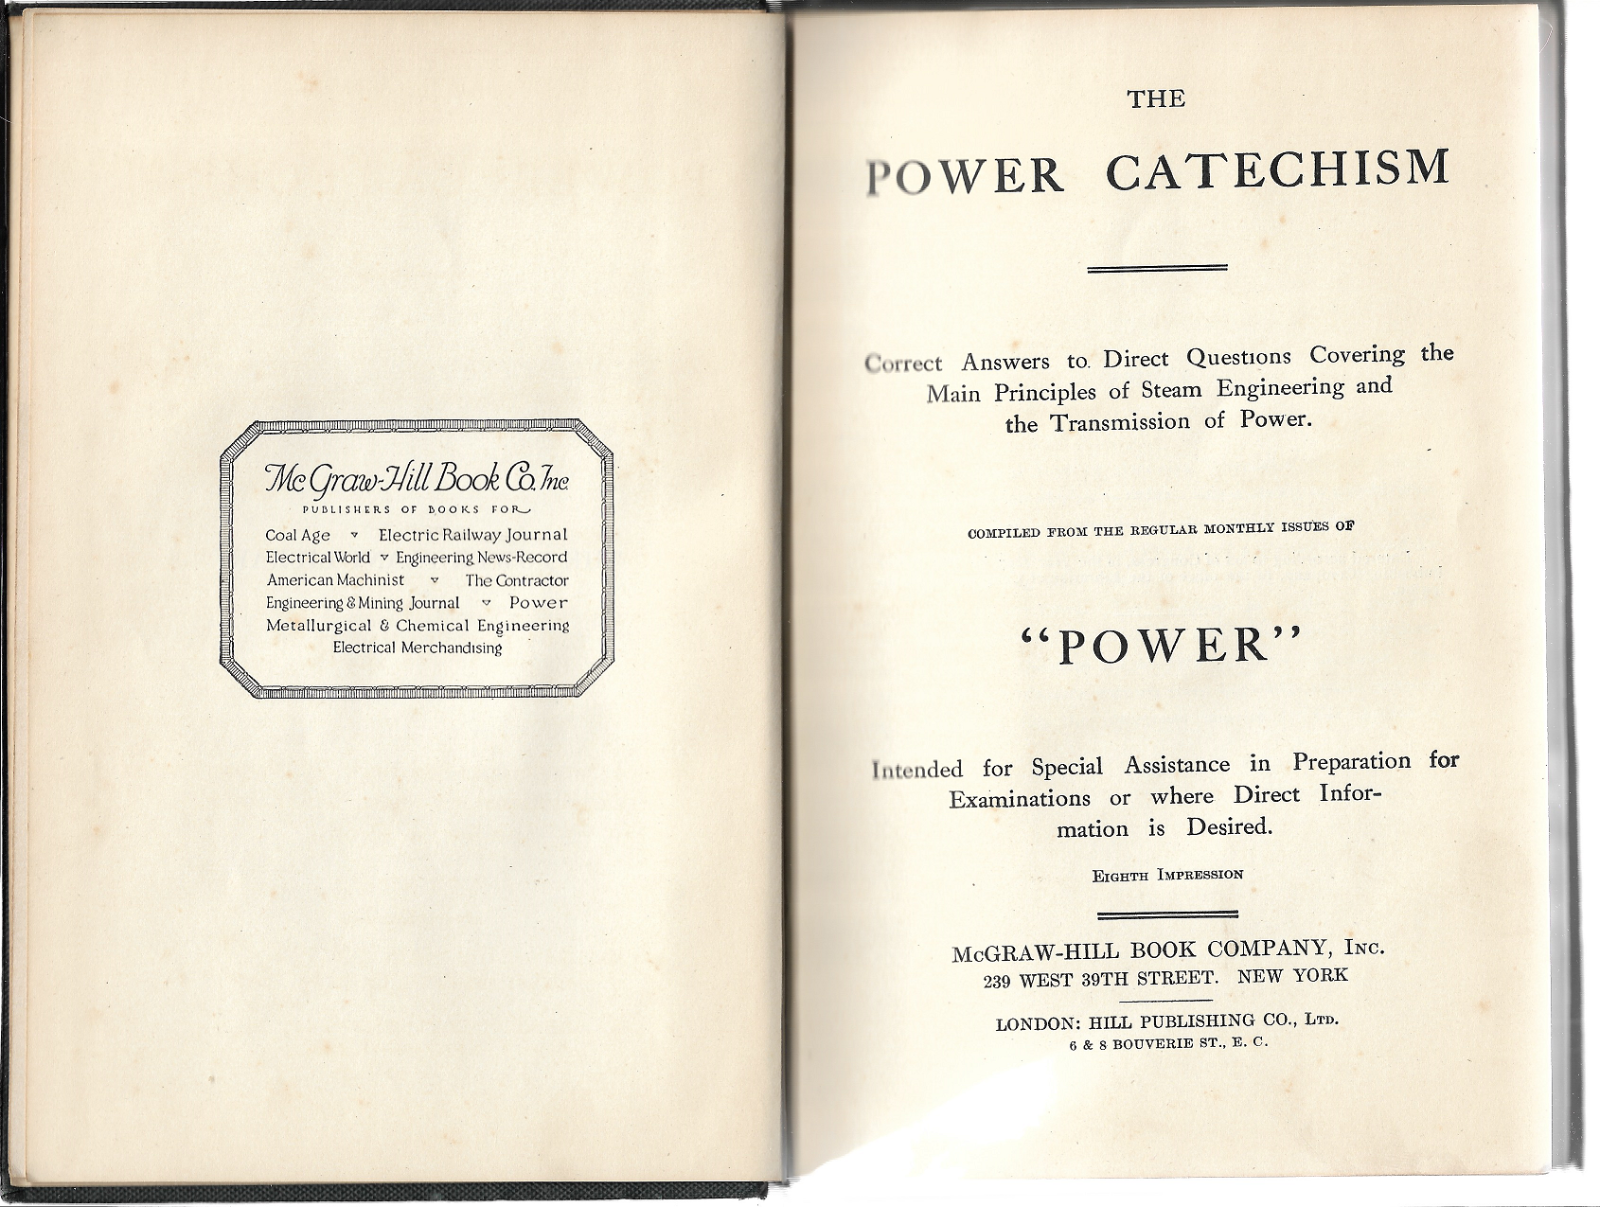 Mc Graw-Hill Book Co. Inc.
PUBLISHERS OF BOOKS FOR
Coal Age ▿ Electric Railway Journal
Electrical World ▿ Engineering News-Record
American Machinist ▿ The Contractor
Engineering & Mining Journal ▿ Power
Metallurgical & Chemical Engineering
Electrical Merchandising
THE
POWER CATECHISM
Correct Answers to Direct Questions Covering the
Main Principles of Steam Engineering and
the Transmission of Power.
COMPILED FROM THE REGULAR MONTHLY ISSUES OF
“POWER”
Intended for Special Assistance in Preparation for
Examinations or where Direct Infor-
mation is Desired.
Eighth Impression
McGRAW-HILL BOOK COMPANY, Inc.
239 WEST 39TH STREET. NEW YORK
LONDON: HILL PUBLISHING CO., Ltd.
6 & 8 BOUVERIE ST., E. C.